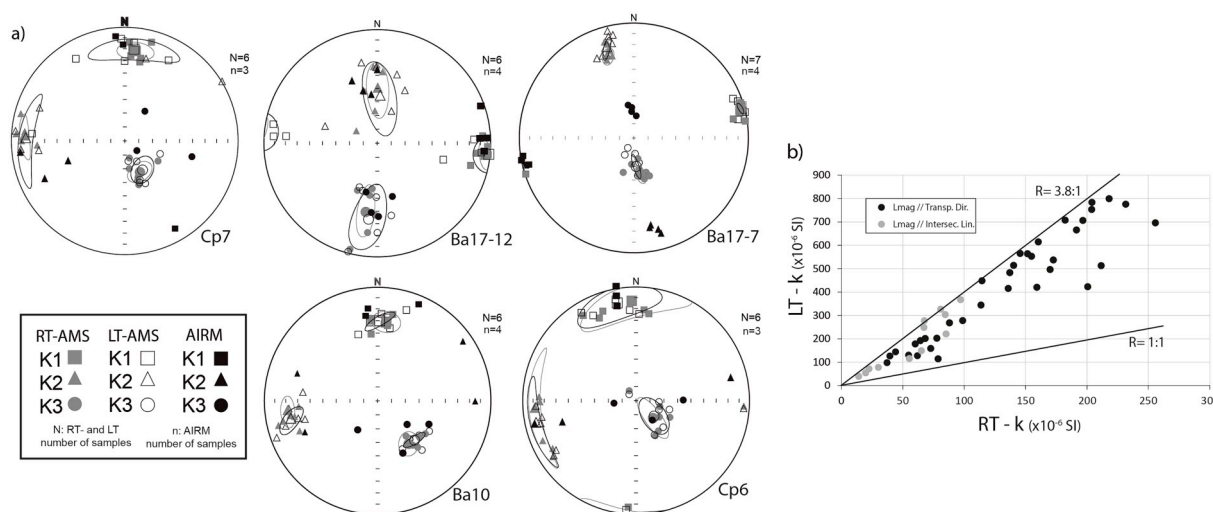 a)
N
N=6
n=3
Cp7
N
N=6
n=4
Ba17-12
N
N=7
n=4
Ba17-7
N
N=6
n=4
Ba10
N
N=6
n=3
Cp6
RT-AMS LT-AMS AIRM
K1 K1 K1
K2 K2 K2
K3 K3 K3
N: RT- and LT n: AIRM
number of samples number of samples
b)
LT - k (x10⁻⁶ SI)
900
800
700
600
500
400
300
200
100
0
Lmag // Transp. Dir.
Lmag // Intersec. Lin.
R= 3.8:1
R= 1:1
0 50 100 150 200 250 300
RT - k (x10⁻⁶ SI)